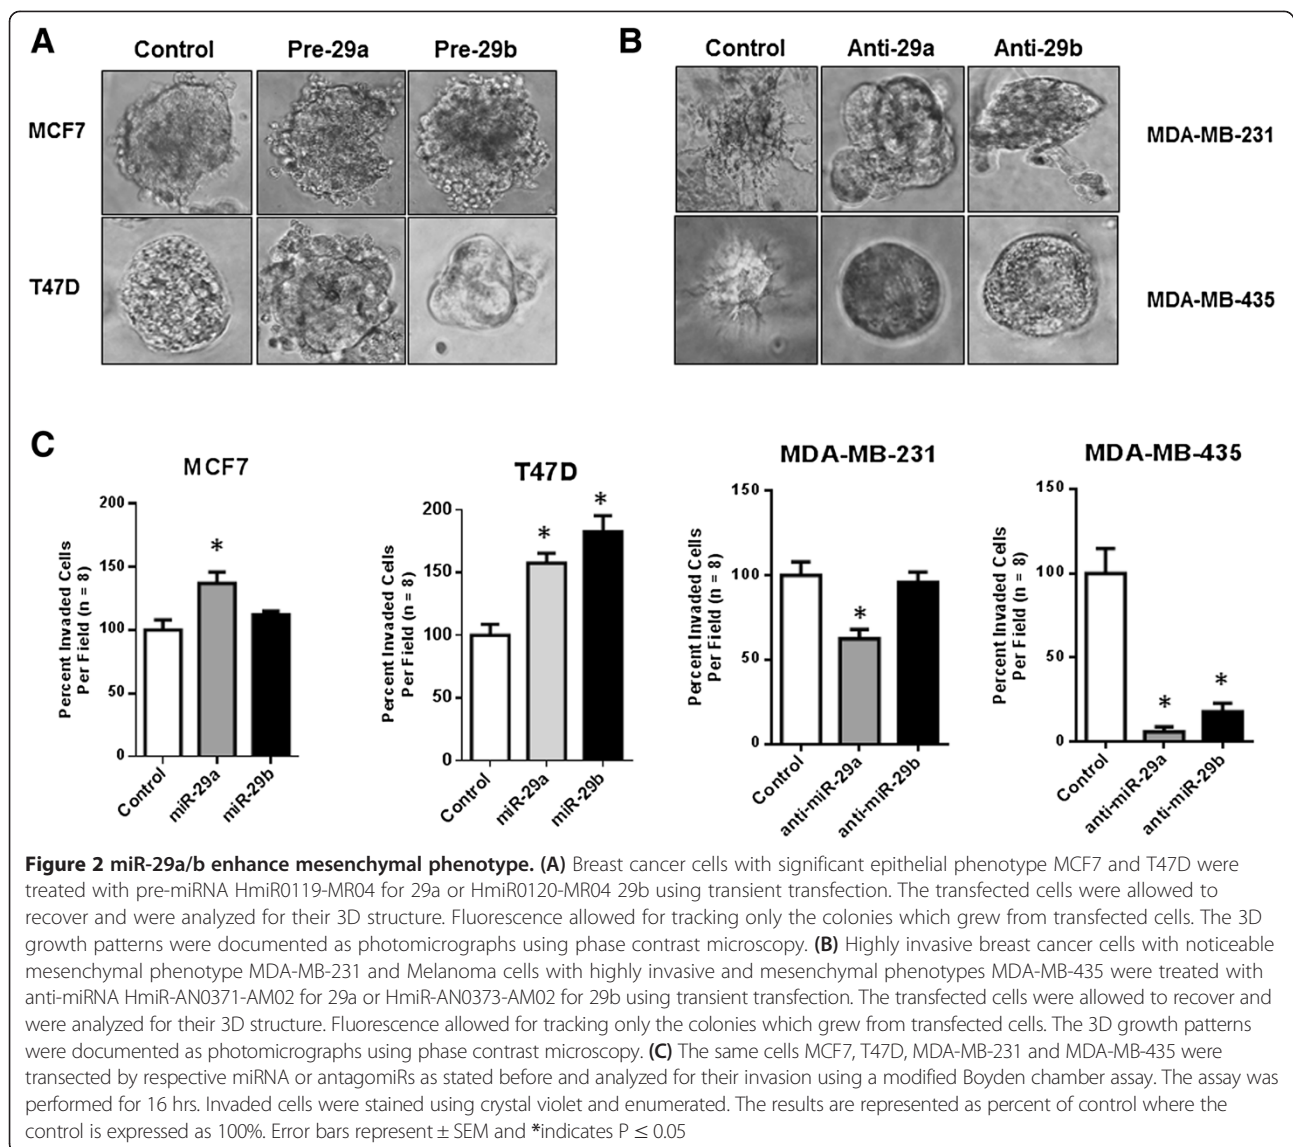 A
Control
Pre-29a
Pre-29b
MCF7
T47D
B
Control
Anti-29a
Anti-29b
MDA-MB-231
MDA-MB-435
C
MCF7
Percent Invaded Cells
Per Field (n = 8)
200
150
100
50
0
*
Control
miR-29a
miR-29b
T47D
Percent Invaded Cells
Per Field (n = 8)
200
150
100
50
0
*
*
Control
miR-29a
miR-29b
MDA-MB-231
Percent Invaded Cells
Per Field (n = 8)
150
100
50
0
*
Control
anti-miR-29a
anti-miR-29b
MDA-MB-435
Percent Invaded Cells
Per Field (n = 8)
150
100
50
0
*
*
Control
anti-miR-29a
anti-miR-29b
Figure 2 miR-29a/b enhance mesenchymal phenotype. (A) Breast cancer cells with significant epithelial phenotype MCF7 and T47D were
treated with pre-miRNA HmiR0119-MR04 for 29a or HmiR0120-MR04 29b using transient transfection. The transfected cells were allowed to
recover and were analyzed for their 3D structure. Fluorescence allowed for tracking only the colonies which grew from transfected cells. The 3D
growth patterns were documented as photomicrographs using phase contrast microscopy. (B) Highly invasive breast cancer cells with noticeable
mesenchymal phenotype MDA-MB-231 and Melanoma cells with highly invasive and mesenchymal phenotypes MDA-MB-435 were treated with
anti-miRNA HmiR-AN0371-AM02 for 29a or HmiR-AN0373-AM02 for 29b using transient transfection. The transfected cells were allowed to recover and
were analyzed for their 3D structure. Fluorescence allowed for tracking only the colonies which grew from transfected cells. The 3D growth patterns
were documented as photomicrographs using phase contrast microscopy. (C) The same cells MCF7, T47D, MDA-MB-231 and MDA-MB-435 were
transected by respective miRNA or antagomiRs as stated before and analyzed for their invasion using a modified Boyden chamber assay. The assay was
performed for 16 hrs. Invaded cells were stained using crystal violet and enumerated. The results are represented as percent of control where the
control is expressed as 100%. Error bars represent ± SEM and *indicates P ≤ 0.05